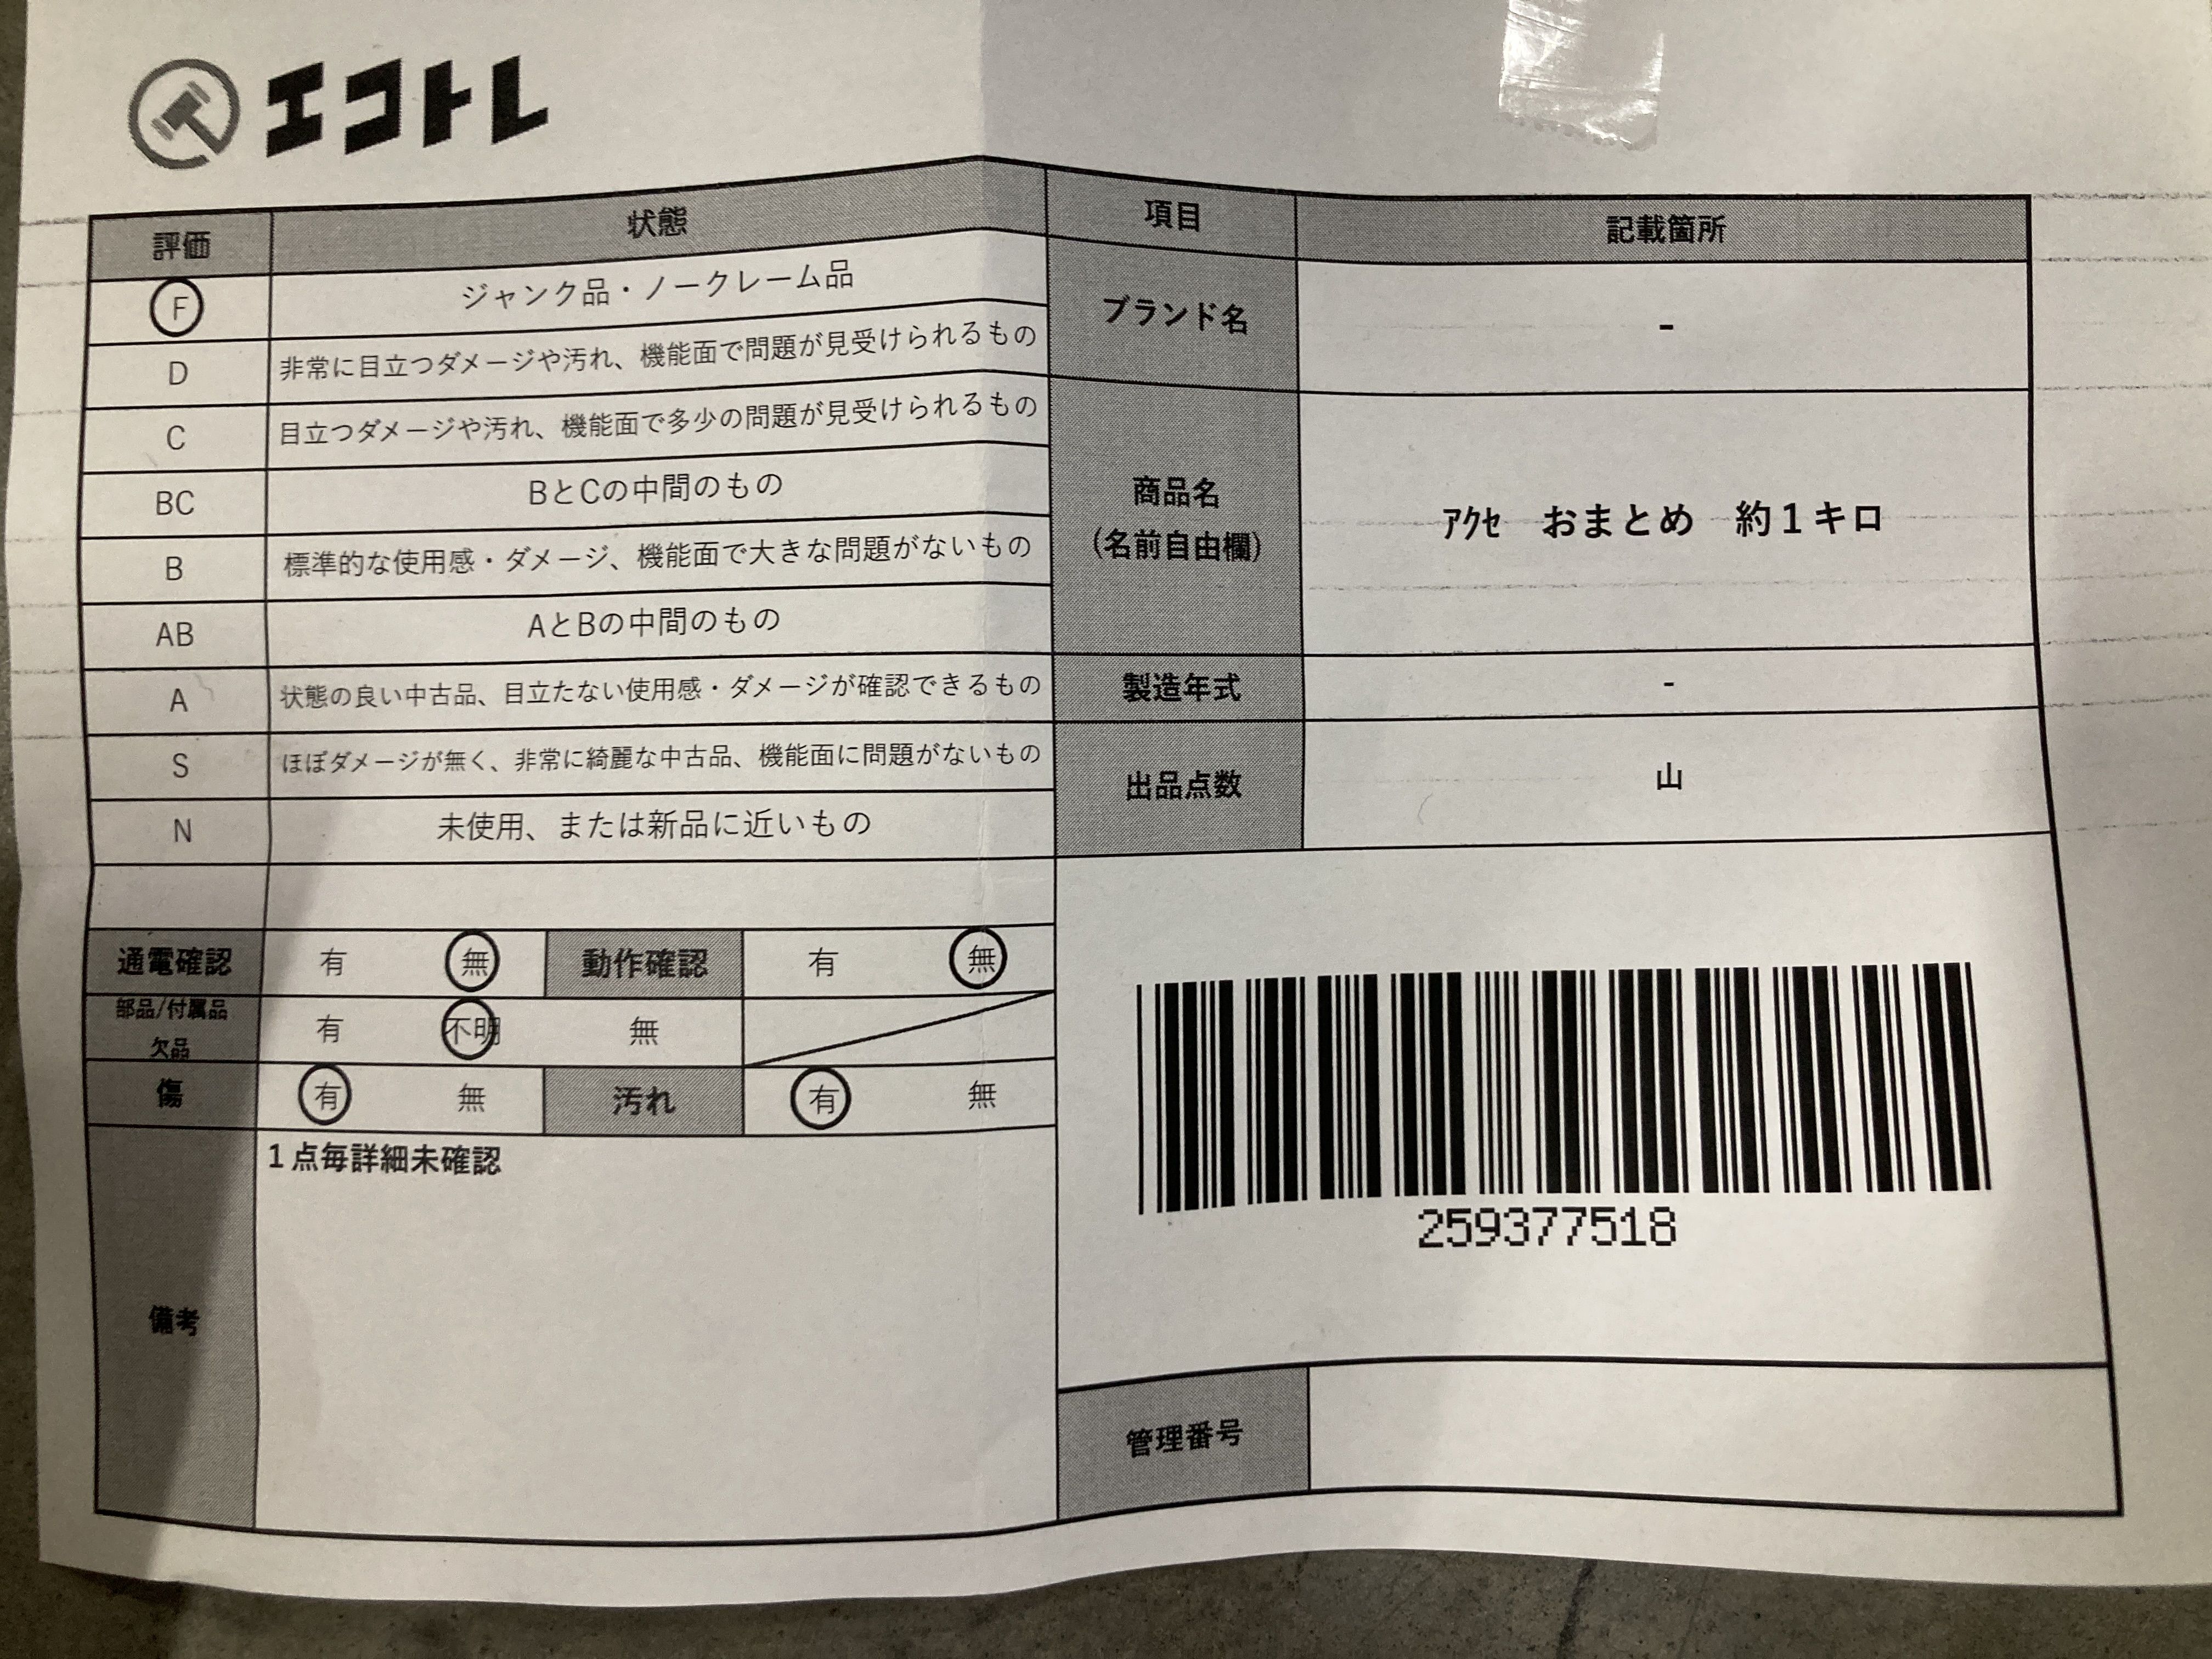 エコトレ
評価 状態 項目 記載箇所
F ジャンク品・ノークレーム品
D 非常に目立つダメージや汚れ、機能面で問題が見受けられるもの
C 目立つダメージや汚れ、機能面で多少の問題が見受けられるもの
BC BとCの中間のもの
B 標準的な使用感・ダメージ、機能面で大きな問題がないもの
AB AとBの中間のもの
A 状態の良い中古品、目立たない使用感・ダメージが確認できるもの
S ほぼダメージが無く、非常に綺麗な中古品、機能面に問題がないもの
N 未使用、または新品に近いもの
ブランド名 -
商品名
(名前自由欄)
ｱｸｾ おまとめ 約１キロ
製造年式 -
出品点数 山
通電確認 有 無 動作確認 有 無
部品/付属品
欠品
有 不明 無
傷 有 無 汚れ 有 無
備考
１点毎詳細未確認
259377518
管理番号